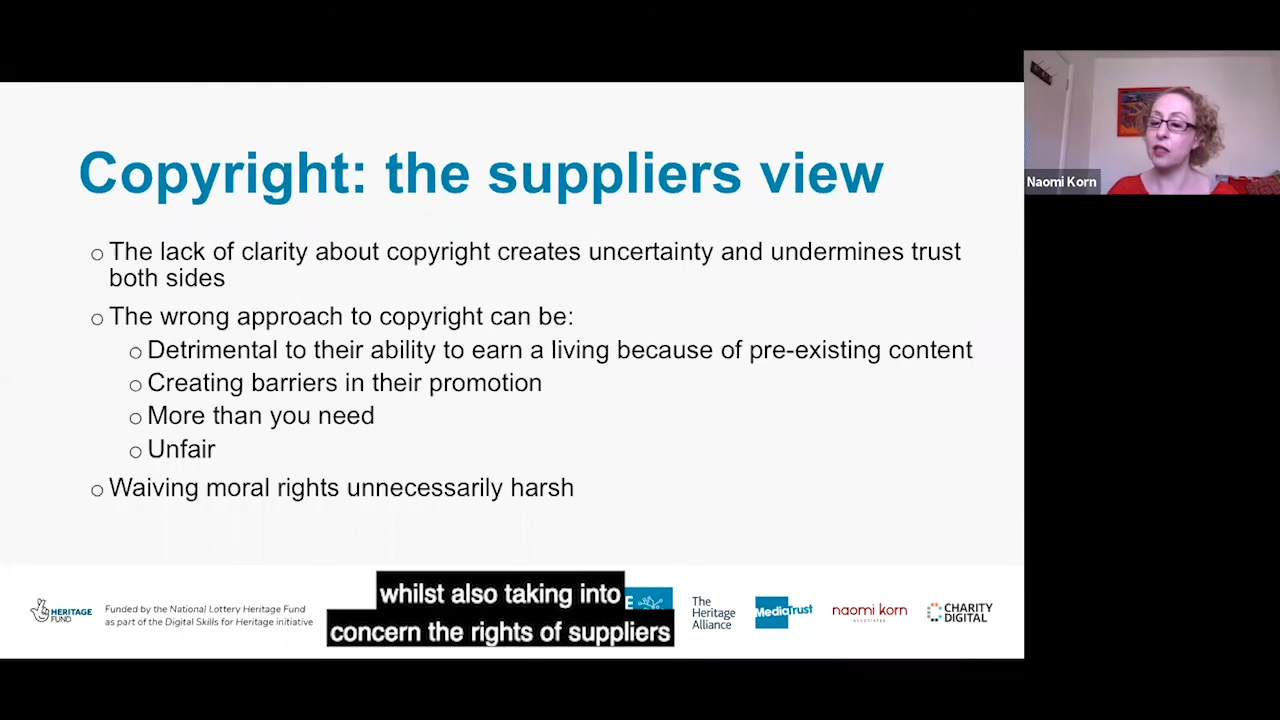 Copyright: the suppliers view
Naomi Korn
The lack of clarity about copyright creates uncertainty and undermines trust
both sides
The wrong approach to copyright can be:
Detrimental to their ability to earn a living because of pre-existing content
Creating barriers in their promotion
More than you need
Unfair
Waiving moral rights unnecessarily harsh
whilst also taking into
concern the rights of suppliers
HERITAGE
FUND
Funded by the National Lottery Heritage Fund
as part of the Digital Skills for Heritage initiative
The
Heritage
Alliance
MediaTrust
naomi korn
ASSOCIATES
CHARITY
DIGITAL